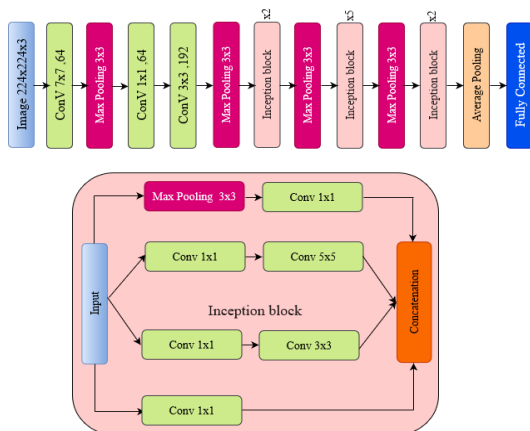 Image 224x224x3
ConV 7x7 ,64
Max Pooling 3x3
ConV 1x1 ,64
ConV 3x3 ,192
Max Pooling 3x3
x2
Inception block
Max Pooling 3x3
x5
Inception block
Max Pooling 3x3
x2
Inception block
Average Pooling
Fully Connected
Max Pooling 3x3
Conv 1x1
Conv 1x1
Conv 5x5
Input
Inception block
Concatenation
Conv 1x1
Conv 3x3
Conv 1x1